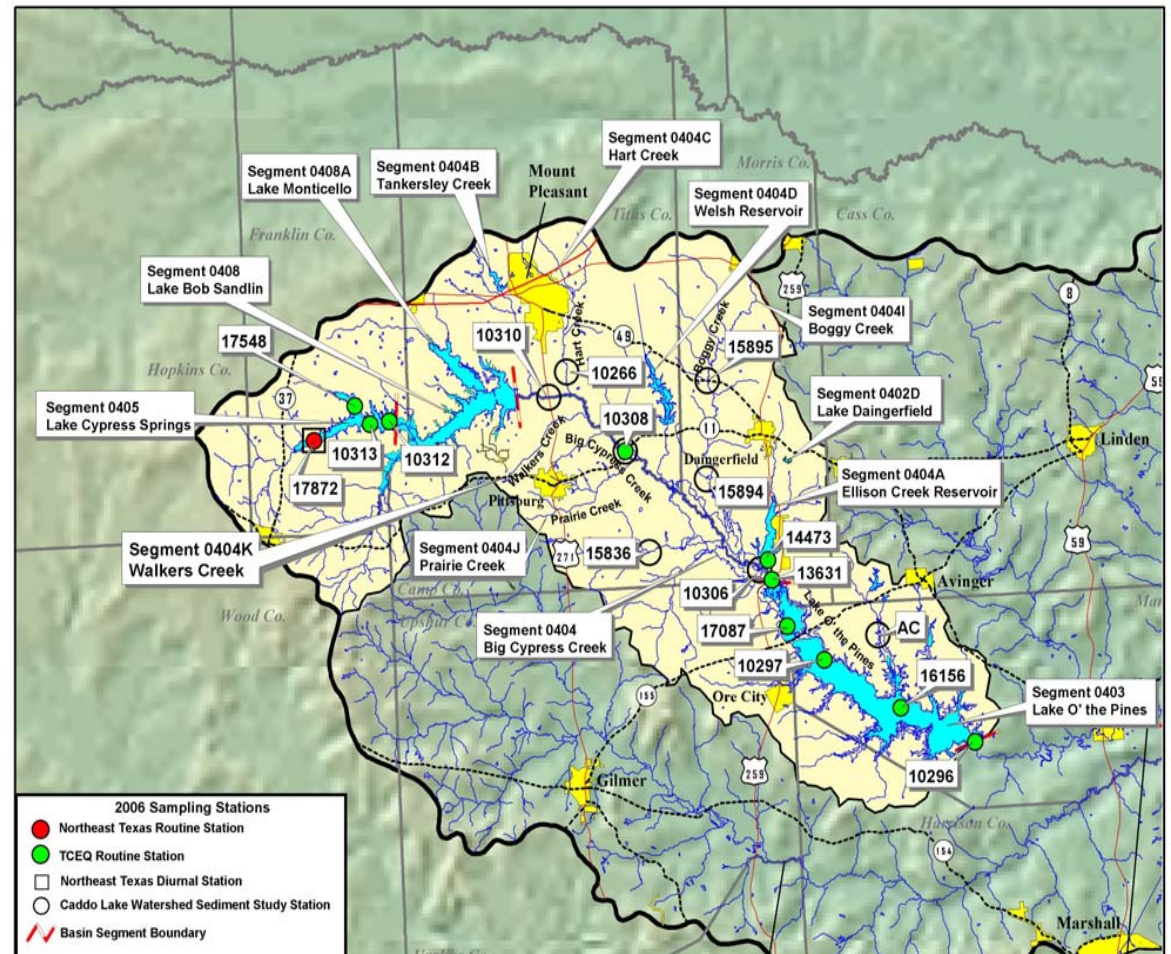 Segment 0404C
Hart Creek
Morris Co.
Segment 0408A
Lake Monticello
Segment 0404B
Tankersley Creek
Mount
Pleasant
Segment 0404D
Welsh Reservoir
Titus Co.
Cass Co.
Franklin Co.
Segment 0408
Lake Bob Sandlin
259
8
Segment 0404I
Boggy Creek
17548
10310
49
Hart Creek
Boggy Creek
15895
Hopkins Co.
10266
59
37
Segment 0405
Lake Cypress Springs
Segment 0402D
Lake Daingerfield
10308
11
Linden
10313
10312
Walkers Creek
Big Cypress Creek
Daingerfield
17872
15894
Segment 0404A
Ellison Creek Reservoir
Pittsburg
Prairie Creek
Segment 0404K
Walkers Creek
Segment 0404J
Prairie Creek
271
15836
14473
59
13631
Avinger
Camp Co.
10306
Wood Co.
Upshur Co.
Segment 0404
Big Cypress Creek
17087
Lake O' the Pines
AC
10297
16156
155
Ore City
Segment 0403
Lake O' the Pines
10296
259
Gilmer
Harrison Co.
154
2006 Sampling Stations
Northeast Texas Routine Station
TCEQ Routine Station
Northeast Texas Diurnal Station
Caddo Lake Watershed Sediment Study Station
Basin Segment Boundary
Marshall